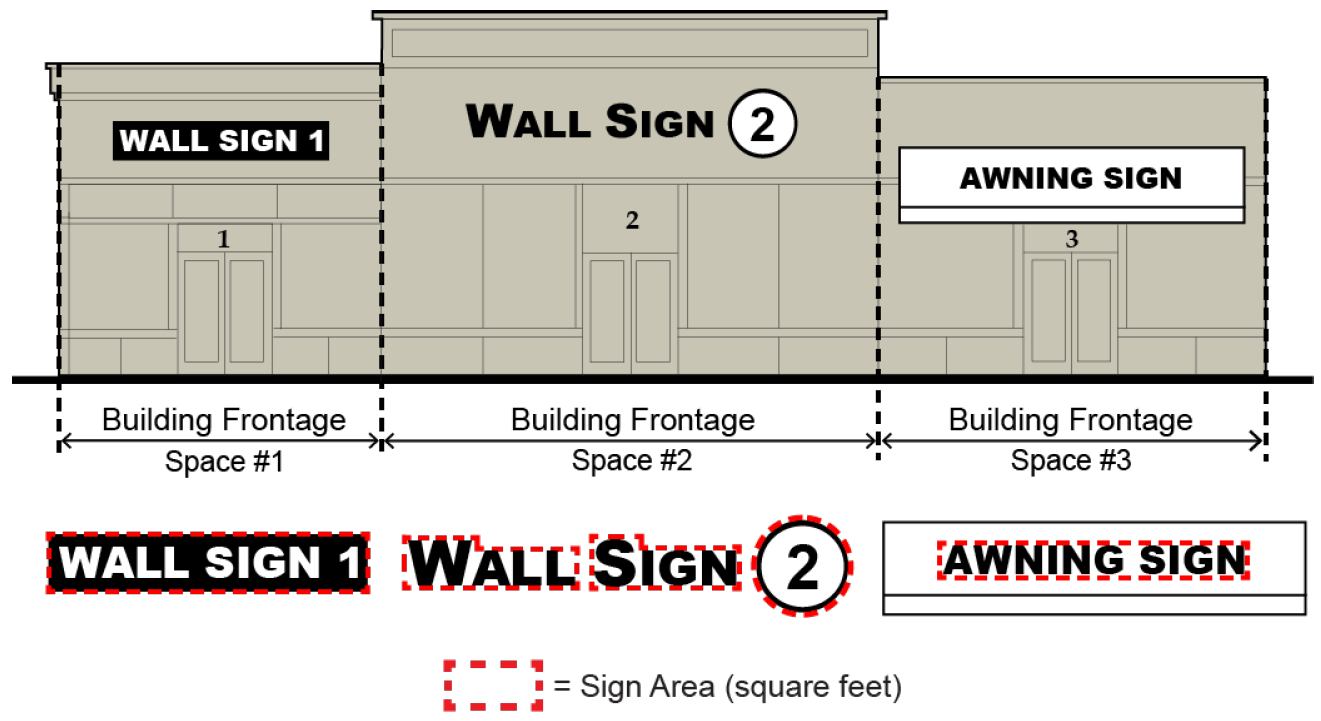 WALL SIGN 1
WALL SIGN 2
AWNING SIGN
1
2
3
Building Frontage
Space #1
Building Frontage
Space #2
Building Frontage
Space #3
WALL SIGN 1
WALL SIGN 2
AWNING SIGN
= Sign Area (square feet)